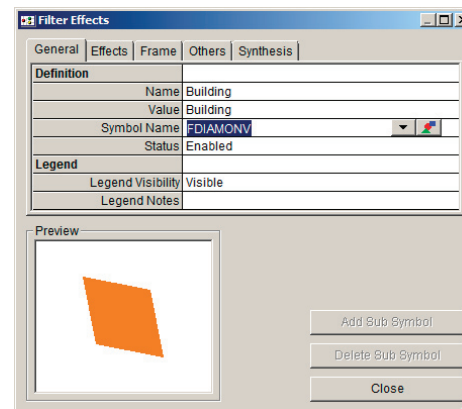 Filter Effects
General Effects Frame Others Synthesis
Definition
Name Building
Value Building
Symbol Name FDIAMONV
Status Enabled
Legend
Legend Visibility Visible
Legend Notes
Preview
Add Sub Symbol
Delete Sub Symbol
Close